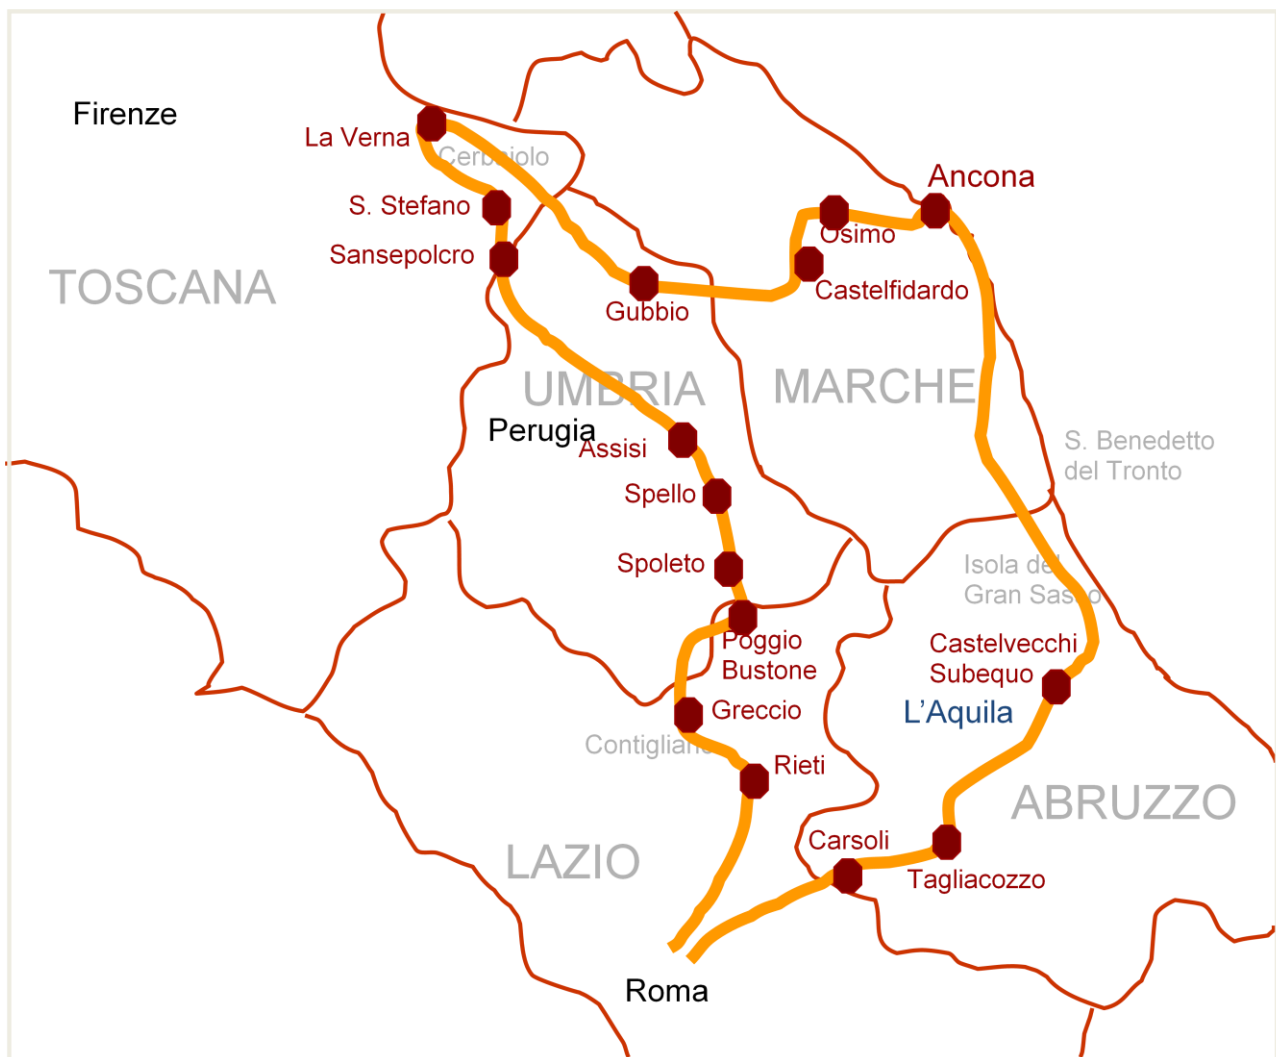 Firenze
La Verna
Cerbaiolo
S. Stefano
Ancona
Osimo
Sansepolcro
TOSCANA
Castelfidardo
Gubbio
UMBRIA
MARCHE
Perugia
Assisi
S. Benedetto
del Tronto
Spello
Spoleto
Isola del
Gran Sasso
Poggio
Bustone
Castelvecchi
Subequo
Greccio
L'Aquila
Contigliano
Rieti
ABRUZZO
Carsoli
LAZIO
Tagliacozzo
Roma